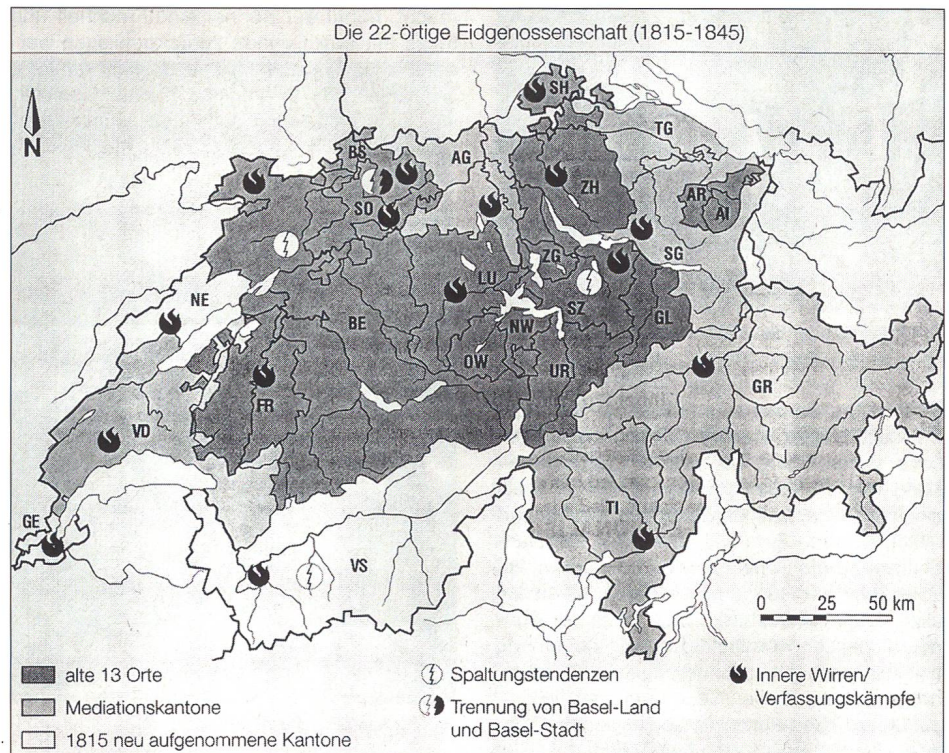 Die 22-örtige Eidgenossenschaft (1815-1845)
N
SH
TG
BS
AG
ZH
AR
AI
SO
SG
ZG
NE
LU
SZ
GL
BE
NW
OW
URI
GR
FR
VD
GE
TI
VS
0 25 50 km
alte 13 Orte
Mediationskantone
1815 neu aufgenommene Kantone
Spaltungstendenzen
Trennung von Basel-Land
und Basel-Stadt
Innere Wirren/
Verfassungskämpfe